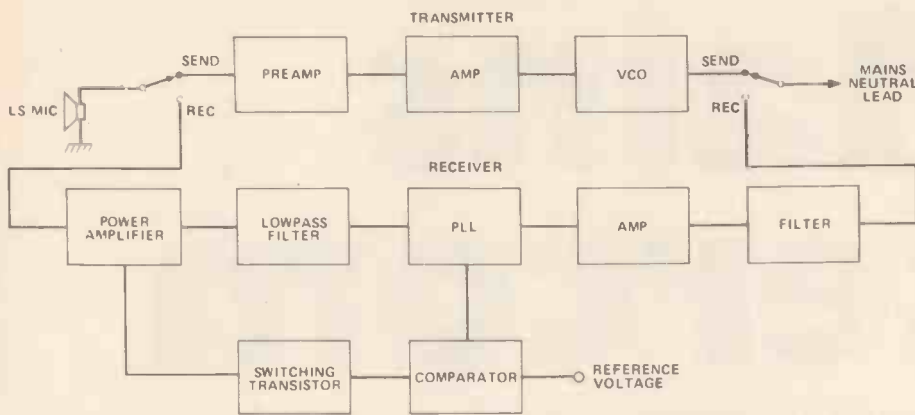 TRANSMITTER
LS MIC
SEND
REC
PREAMP
AMP
VCO
SEND
REC
MAINS
NEUTRAL
LEAD
RECEIVER
POWER
AMPLIFIER
LOWPASS
FILTER
PLL
AMP
FILTER
SWITCHING
TRANSISTOR
COMPARATOR
REFERENCE
VOLTAGE